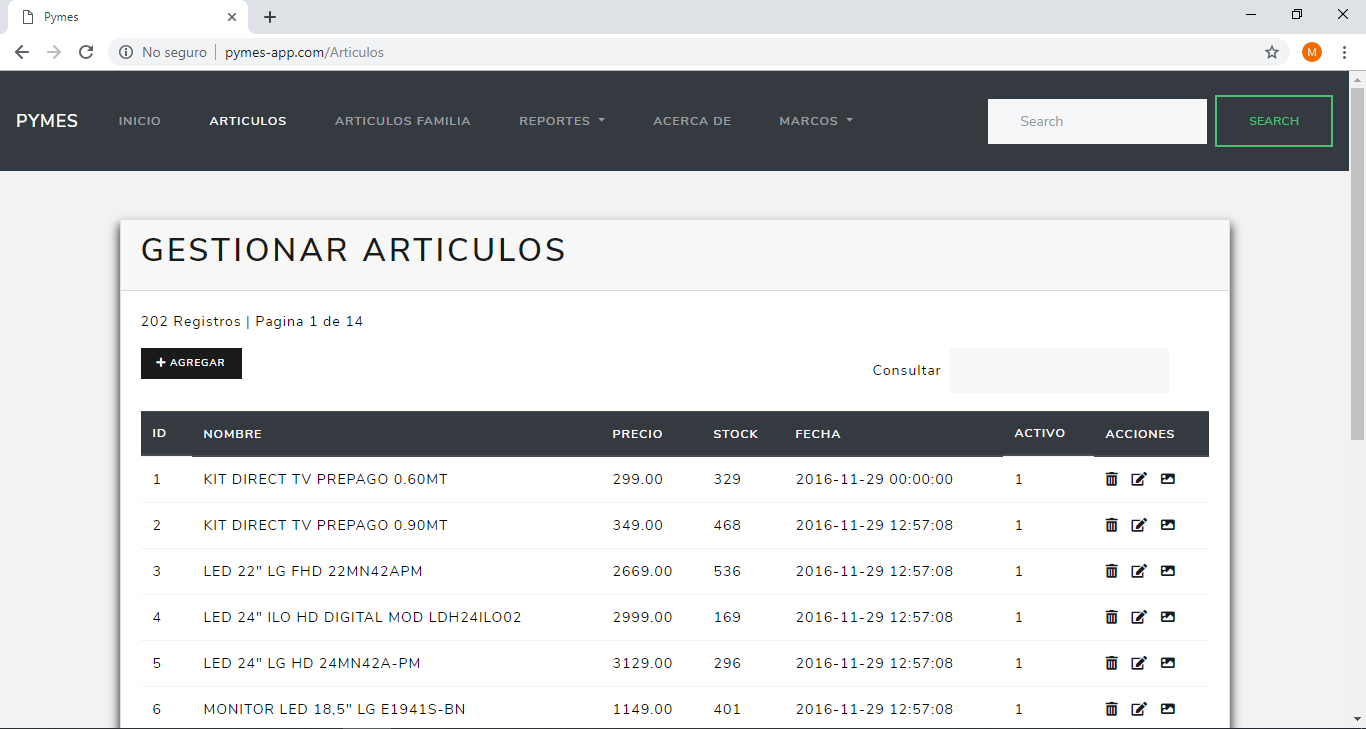 Pymes
No seguro | pymes-app.com/Articulos
M
PYMES INICIO ARTICULOS ARTICULOS FAMILIA REPORTES ACERCA DE MARCOS Search SEARCH
GESTIONAR ARTICULOS
202 Registros | Pagina 1 de 14
+ AGREGAR
Consultar
ID NOMBRE PRECIO STOCK FECHA ACTIVO ACCIONES
1 KIT DIRECT TV PREPAGO 0.60MT 299.00 329 2016-11-29 00:00:00 1
2 KIT DIRECT TV PREPAGO 0.90MT 349.00 468 2016-11-29 12:57:08 1
3 LED 22" LG FHD 22MN42APM 2669.00 536 2016-11-29 12:57:08 1
4 LED 24" ILO HD DIGITAL MOD LDH24ILO02 2999.00 169 2016-11-29 12:57:08 1
5 LED 24" LG HD 24MN42A-PM 3129.00 296 2016-11-29 12:57:08 1
6 MONITOR LED 18,5" LG E1941S-BN 1149.00 401 2016-11-29 12:57:08 1